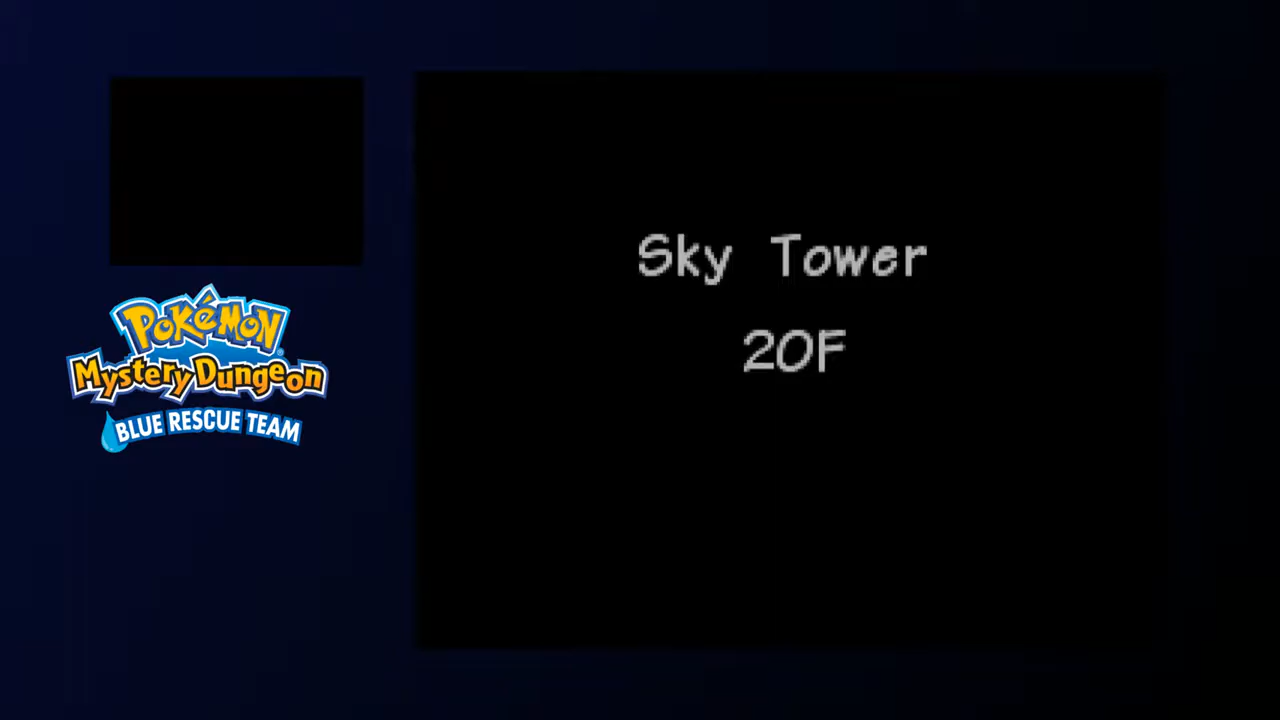 POKéMON
Mystery Dungeon
BLUE RESCUE TEAM
Sky Tower
20F